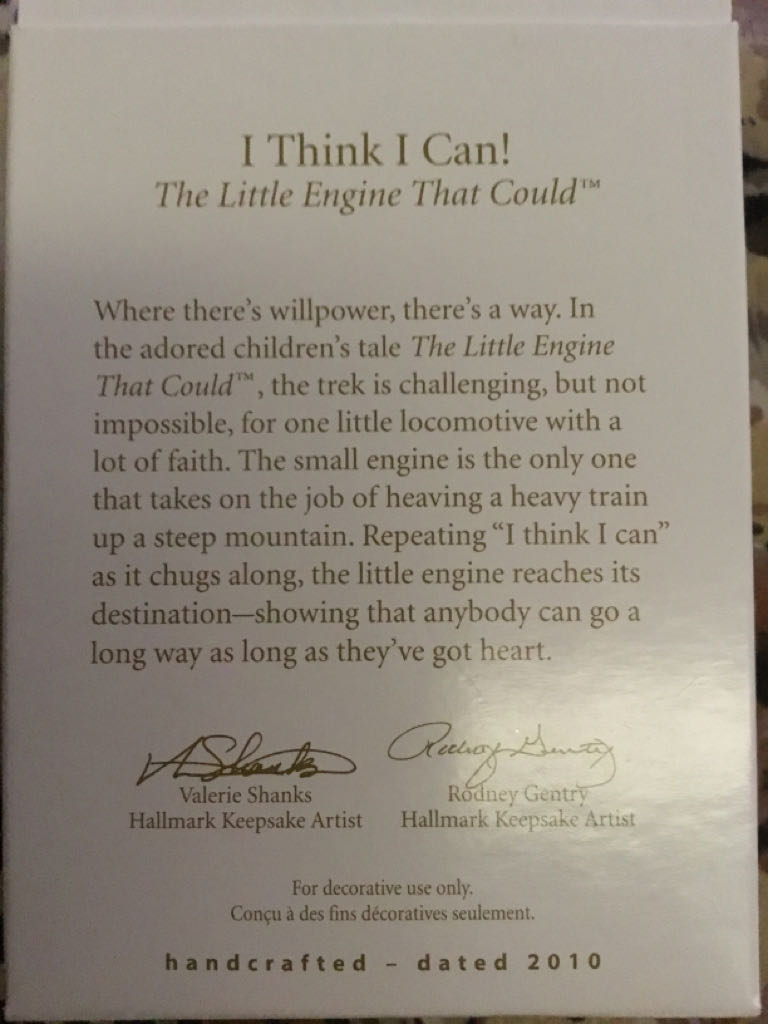 I Think I Can!
The Little Engine That Could™
Where there's willpower, there's a way. In
the adored children's tale The Little Engine
That Could™, the trek is challenging, but not
impossible, for one little locomotive with a
lot of faith. The small engine is the only one
that takes on the job of heaving a heavy train
up a steep mountain. Repeating “I think I can”
as it chugs along, the little engine reaches its
destination—showing that anybody can go a
long way as long as they've got heart.
VA Shanks Rodney Gentry
Valerie Shanks Rodney Gentry
Hallmark Keepsake Artist Hallmark Keepsake Artist
For decorative use only.
Conçu à des fins décoratives seulement.
handcrafted – dated 2010